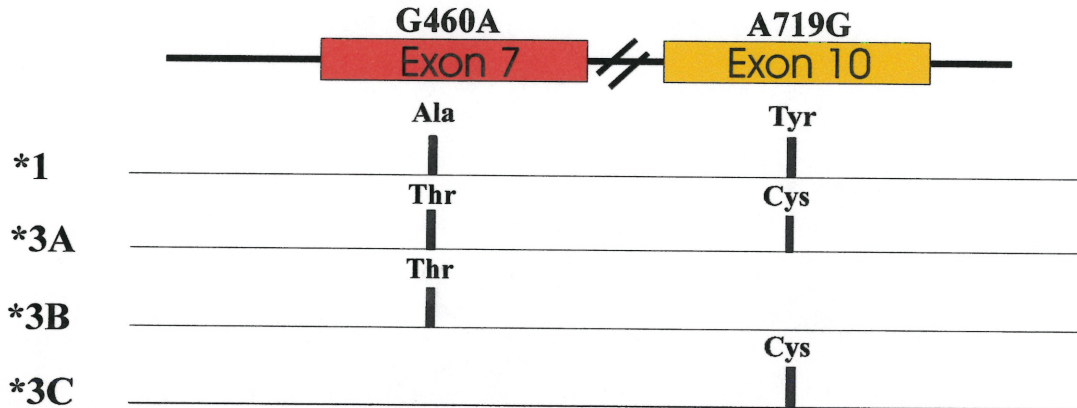 G460A A719G
Exon 7 Exon 10
Ala Tyr
*1
Thr Cys
*3A
Thr
*3B
Cys
*3C